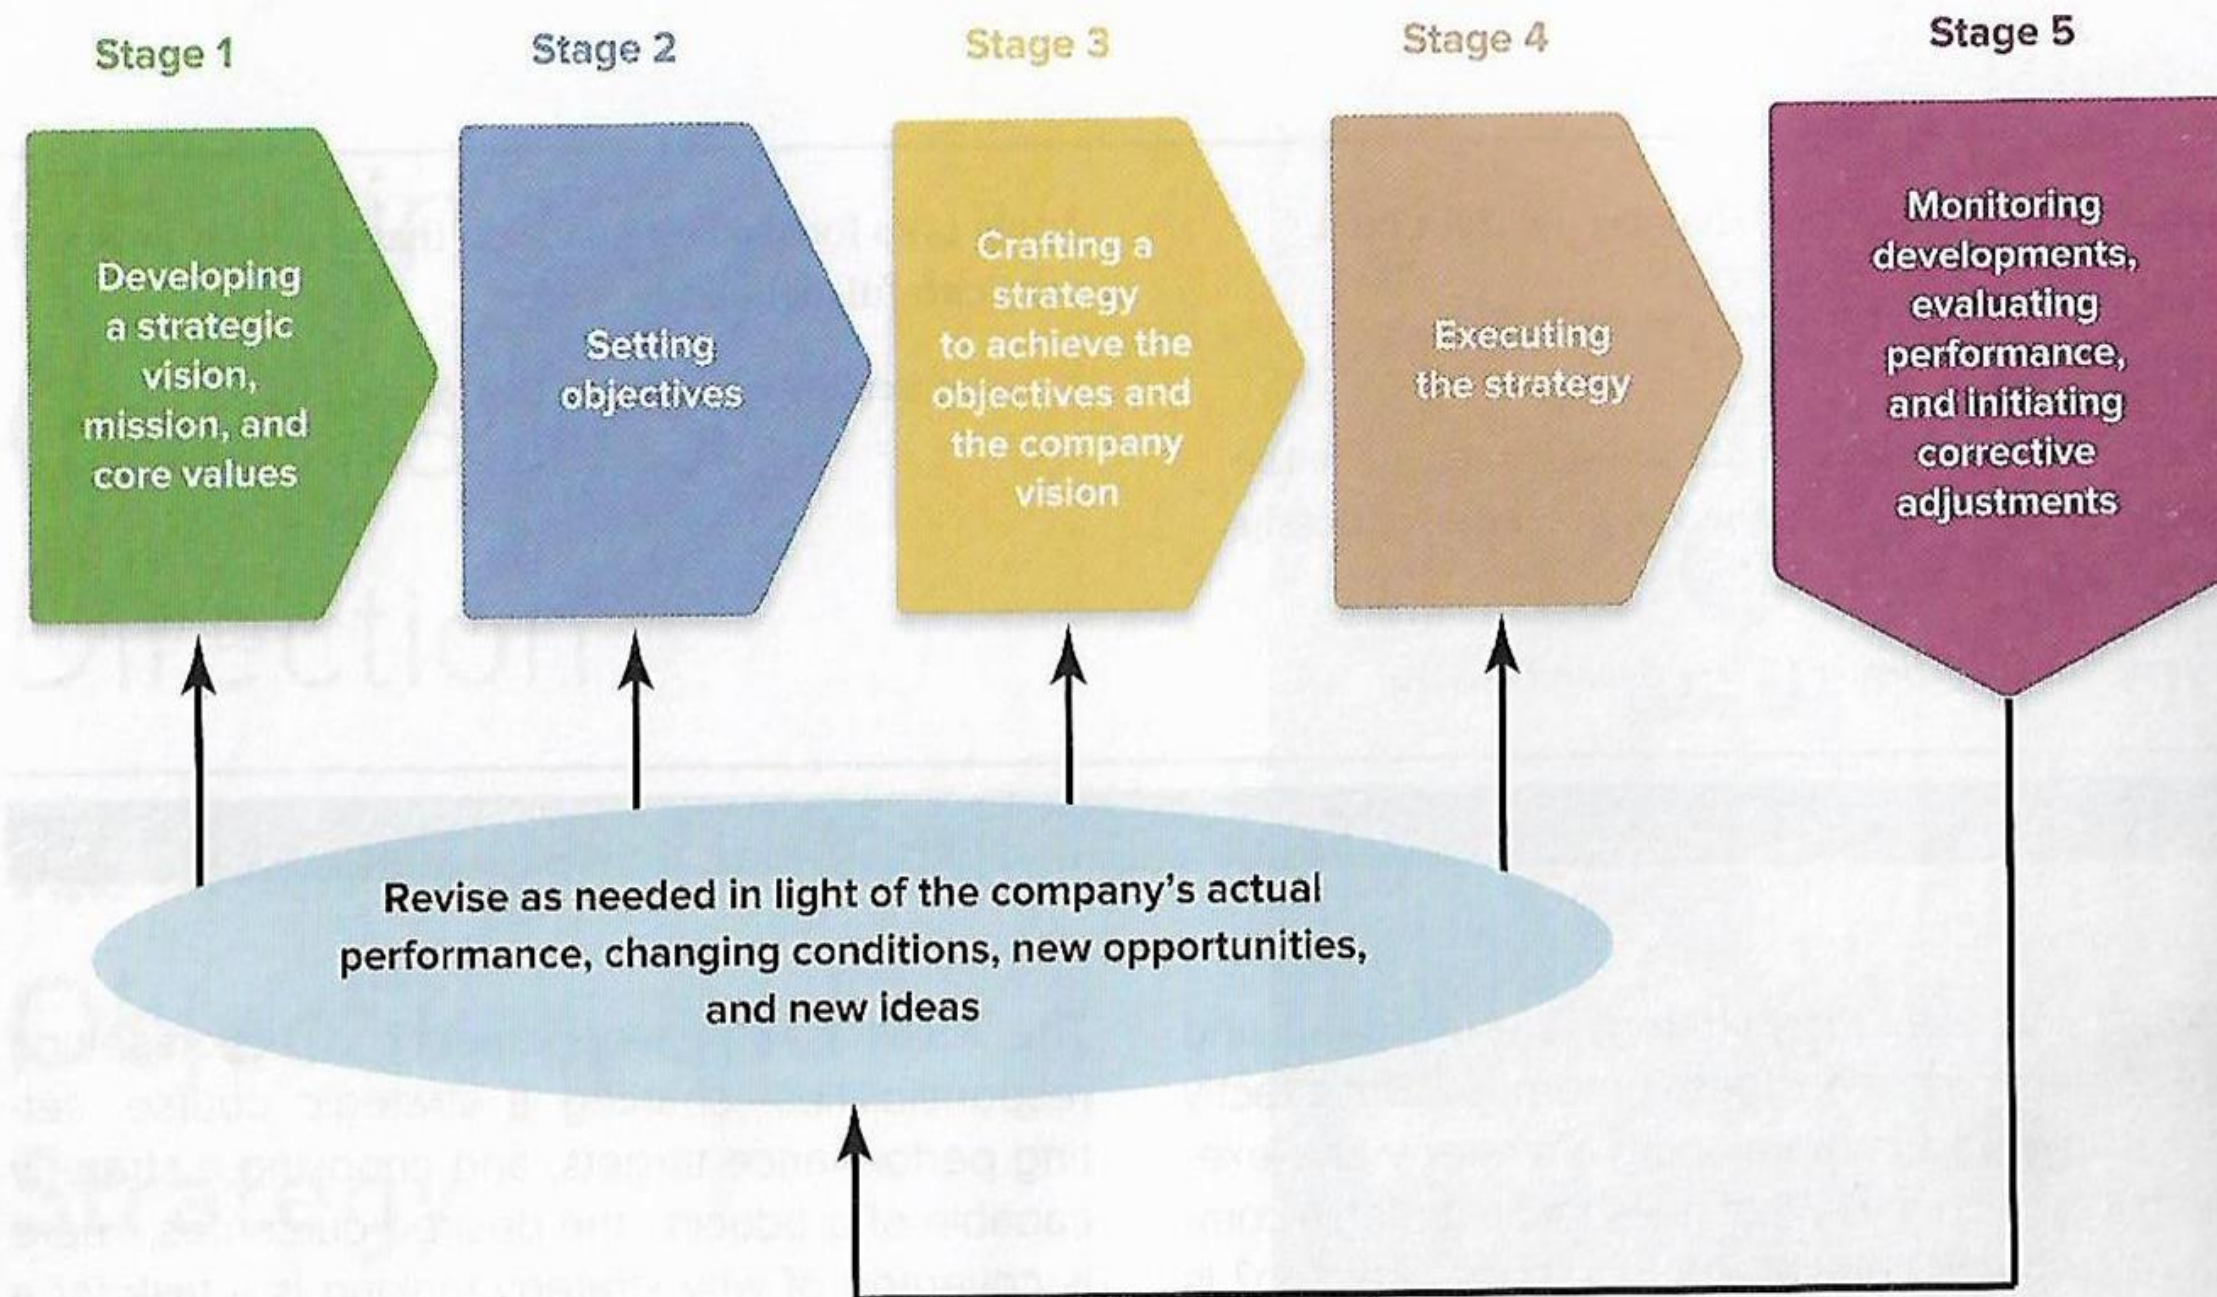 Stage 1
Stage 2
Stage 3
Stage 4
Stage 5
Developing
a strategic
vision,
mission, and
core values
Setting
objectives
Crafting a
strategy
to achieve the
objectives and
the company
vision
Executing
the strategy
Monitoring
developments,
evaluating
performance,
and initiating
corrective
adjustments
Revise as needed in light of the company's actual
performance, changing conditions, new opportunities,
and new ideas